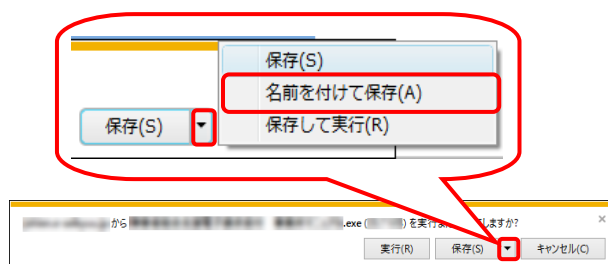 保存(S)
名前を付けて保存(A)
保存(S)
保存して実行(R)
から .exe ( ) を実行 しますか?
実行(R) 保存(S) キャンセル(C)